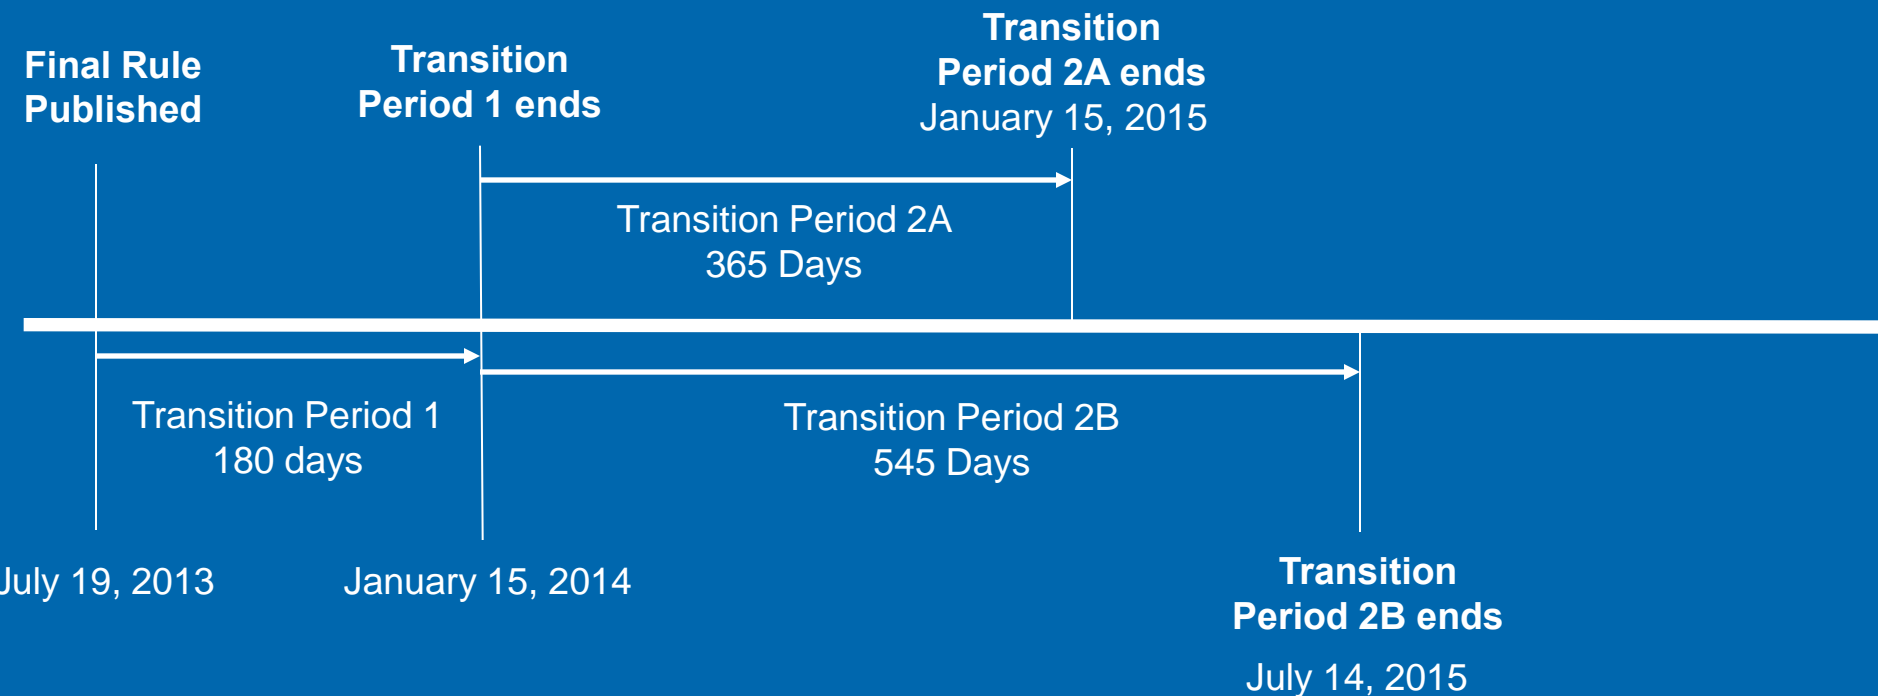 Final Rule
Published
Transition
Period 1 ends
Transition
Period 2A ends
January 15, 2015
Transition Period 2A
365 Days
Transition Period 1
180 days
Transition Period 2B
545 Days
July 19, 2013
January 15, 2014
Transition
Period 2B ends
July 14, 2015